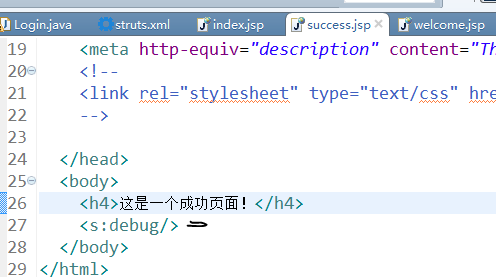 Login.java struts.xml index.jsp success.jsp welcome.jsp
19 <meta http-equiv="description" content="Th
20 <!--
21 <link rel="stylesheet" type="text/css" hre
22 -->
23
24 </head>
25 <body>
26 <h4>这是一个成功页面！</h4>
27 <s:debug/>
28 </body>
29 </html>